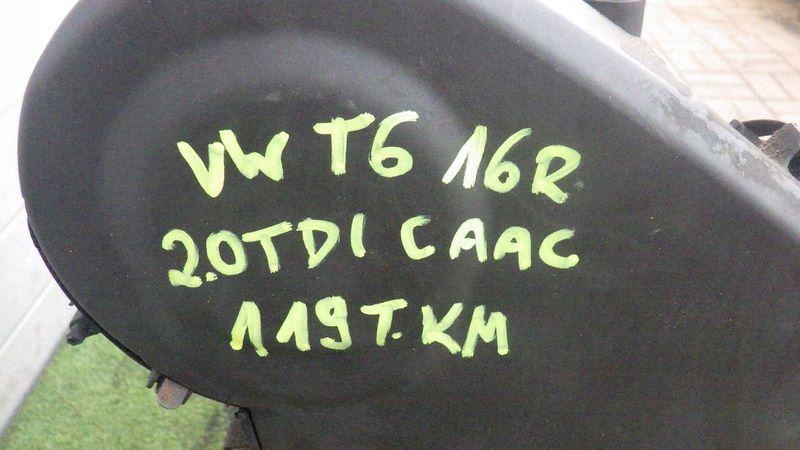 VW T6 16R
2.0TDI CAAC
119T.KM